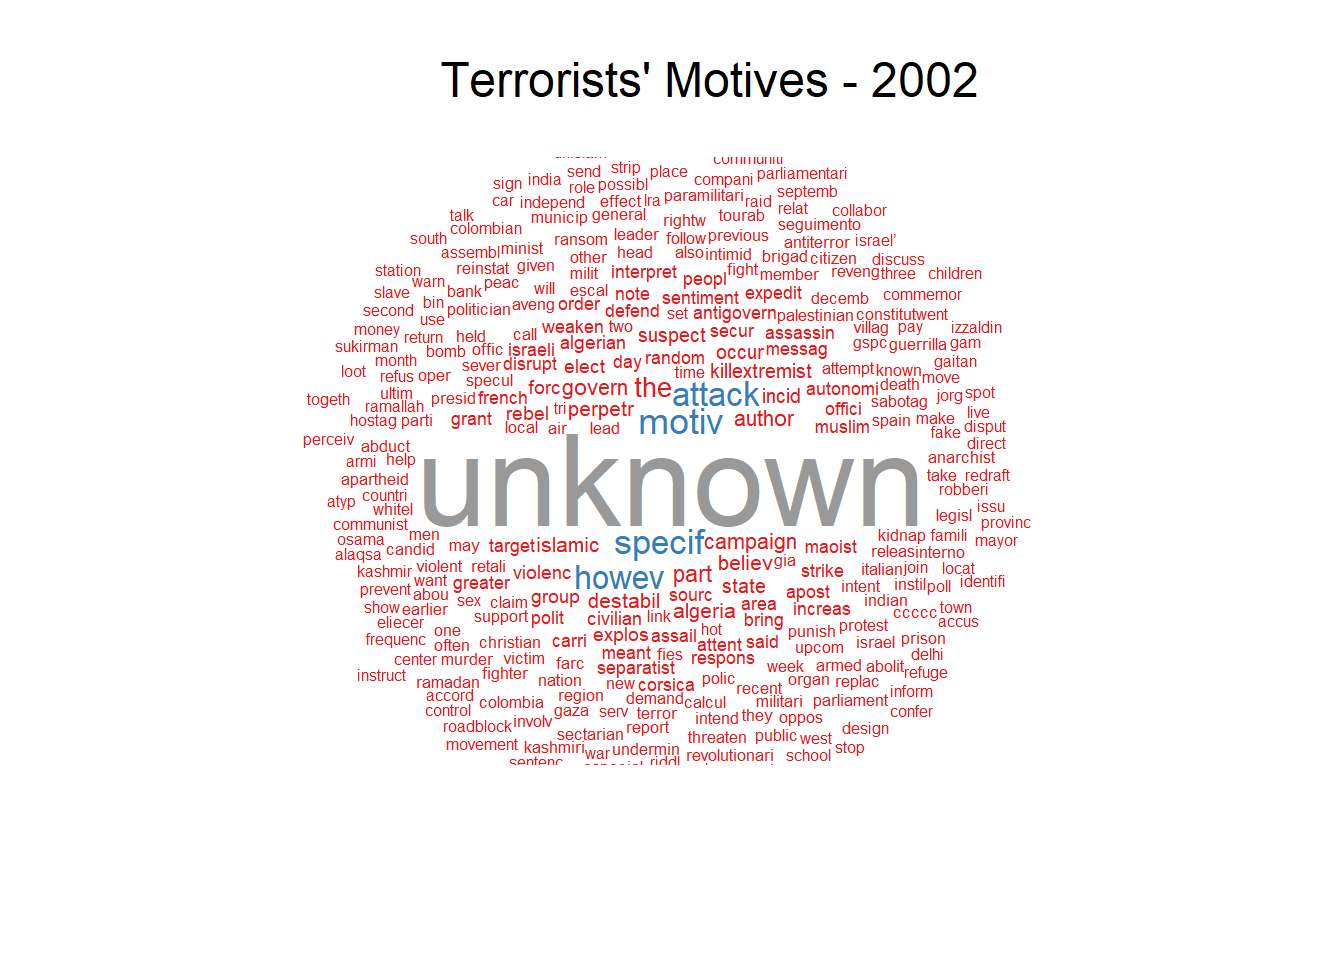 Terrorists' Motives - 2002
communiti
send strip place
compani parliamentari
sign india role possibl
septemb
car independ effect lra paramilitari raid
relat collabor
talk municip general rightw tourab
seguimento
colombian
south ransom leader follow previous
antiterror israel’
assembl minist other head also intimid brigad citizen discuss
station reinstat given milit interpret peopl fight member reveng three children
warn peac
slave bin bank will escal note sentiment expedit decemb commemor
second use politician aveng order defend set antigovern palestinian constitut went
money return held call weaken two suspect secur assassin villag pay izzaldin
sukirman bomb offic israeli algerian random occur messag gspc guerrilla gam
month sever disrupt elect day
loot refus oper specul time killextremist attempt known move gaitan
togeth ultim presid french forc govern the attack incid autonomi death sabotag jorg spot
ramallah
hostag parti grant rebel tri perpetr motiv author offici muslim spain make live
local air lead fake disput
perceiv abduct direct
armi help anarchist
apartheid unknown take redraft
atyp countri robberi
whitel legisl issu
communist men provinc
osama kidnap famili mayor
alaqsa candid may target islamic specif campaign maoist releas interno
kashmir violent retali violenc howev part believ gia strike italian join locat
prevent want greater state intent instil poll identifi
abou sex claim group destabil sourc area apost indian
show earlier support polit civilian link algeria bring increas ccccc town
eliecer one explos assail hot punish protest accus
frequenc often christian carri attent said upcom israel prison
center murder victim farc meant fies respons delhi
instruct fighter separatist week armed abolit refuge
ramadan nation new corsica polic organ replac
accord colombia region demand calcul recent militari parliament inform
control gaza serv terror confer
roadblock involv intend they oppos
movement sectarian report threaten public west design
kashmiri war undermin revolutionari school stop
sentenc riddl